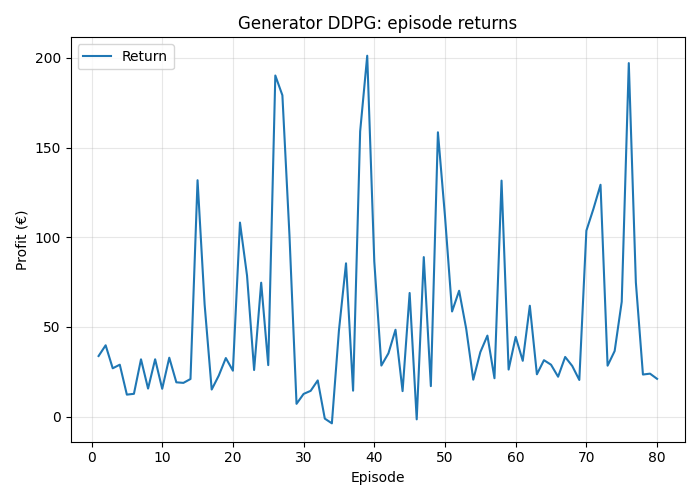 Generator DDPG: episode returns
Return
Profit (€)
200
150
100
50
0
0 10 20 30 40 50 60 70 80
Episode